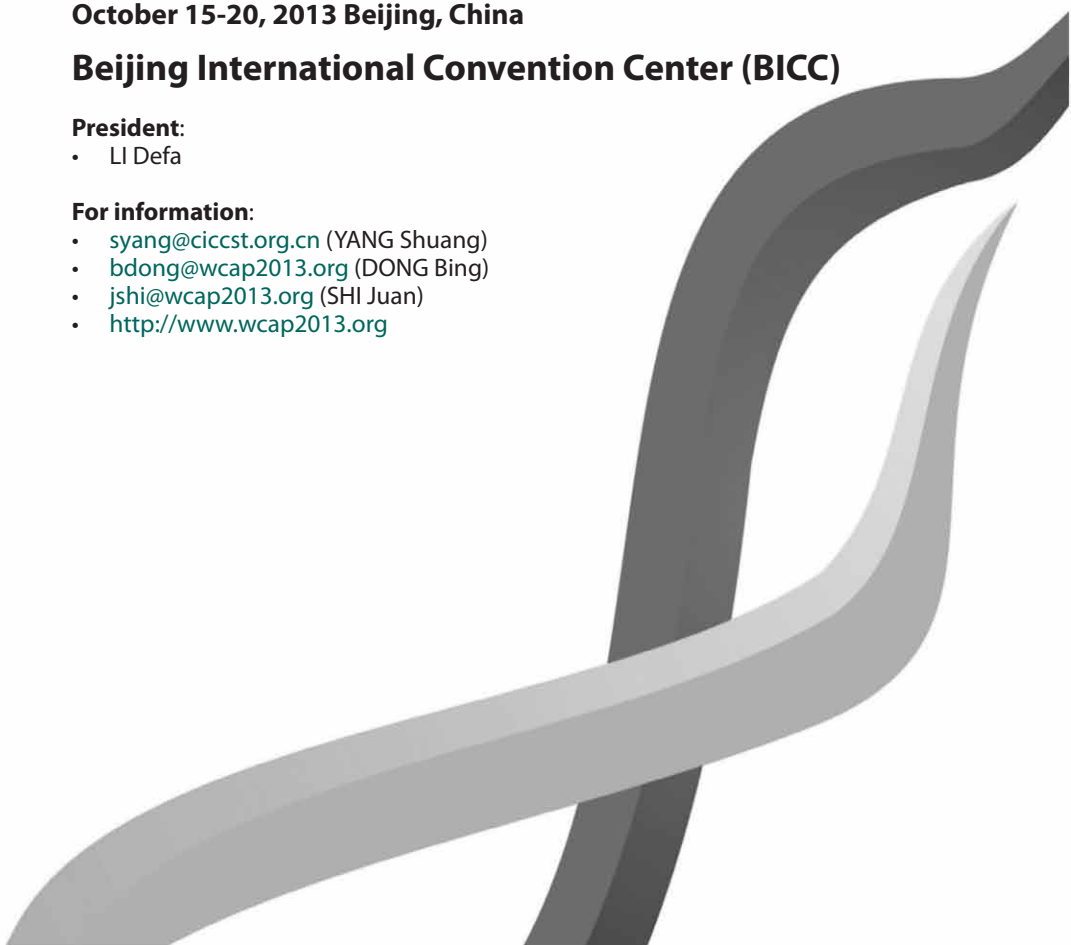 October 15-20, 2013 Beijing, China
Beijing International Convention Center (BICC)
President:
• LI Defa
For information:
• syang@ciccst.org.cn (YANG Shuang)
• bdong@wcap2013.org (DONG Bing)
• jshi@wcap2013.org (SHI Juan)
• http://www.wcap2013.org